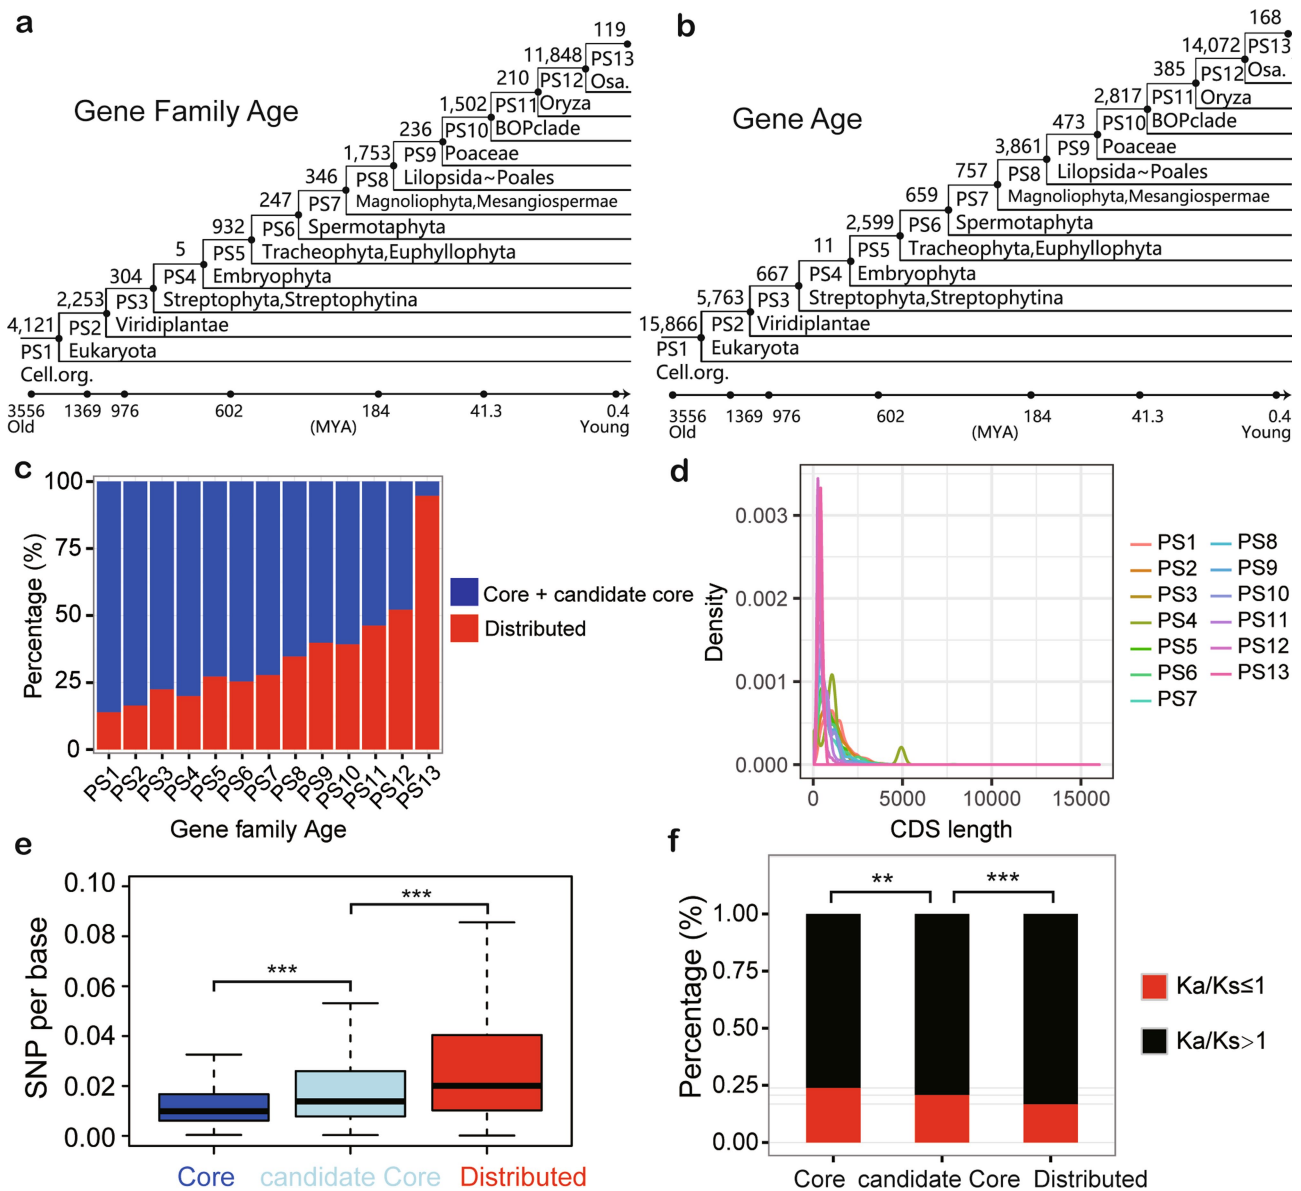 a
Gene Family Age
119
PS13
11,848
PS12
Osa.
210
PS11
Oryza
1,502
PS10
BOPclade
236
PS9
Poaceae
1,753
PS8
Lilopsida~Poales
346
PS7
Magnoliophyta,Mesangiospermae
247
PS6
Spermotaphyta
932
PS5
Tracheophyta,Euphyllophyta
5
PS4
Embryophyta
304
PS3
Streptophyta,Streptophytina
2,253
PS2
Viridiplantae
4,121
PS1
Eukaryota
Cell.org.
3556 1369 976 602 184 41.3 0.4
Old (MYA) Young
b
Gene Age
168
PS13
14,072
PS12
Osa.
385
PS11
Oryza
2,817
PS10
BOPclade
473
PS9
Poaceae
3,861
PS8
Lilopsida~Poales
757
PS7
Magnoliophyta,Mesangiospermae
659
PS6
Spermotaphyta
2,599
PS5
Tracheophyta,Euphyllophyta
11
PS4
Embryophyta
667
PS3
Streptophyta,Streptophytina
5,763
PS2
Viridiplantae
15,866
PS1
Eukaryota
Cell.org.
3556 1369 976 602 184 41.3 0.4
Old (MYA) Young
c
Percentage (%)
100
75
50
25
0
PS1 PS2 PS3 PS4 PS5 PS6 PS7 PS8 PS9 PS10 PS11 PS12 PS13
Gene family Age
Core + candidate core
Distributed
d
Density
0.003
0.002
0.001
0.000
0 5000 10000 15000
CDS length
PS1 PS8
PS2 PS9
PS3 PS10
PS4 PS11
PS5 PS12
PS6 PS13
PS7
e
SNP per base
0.10
0.08
0.06
0.04
0.02
0.00
***
***
Core candidate Core Distributed
f
Percentage (%)
1.00
0.75
0.50
0.25
0.00
** ***
Core candidate Core Distributed
Ka/Ks≤1
Ka/Ks>1